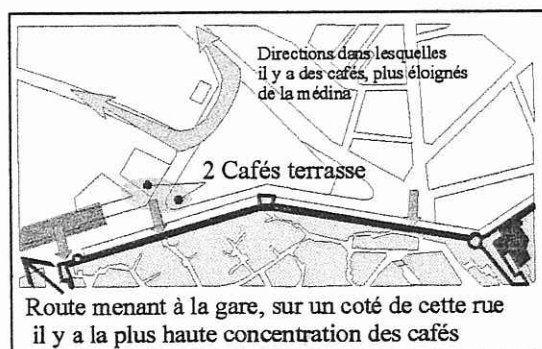 Directions dans lesquelles
il y a des cafés, plus éloignés
de la médina
2 Cafés terrasse
Route menant à la gare, sur un coté de cette rue
il y a la plus haute concentration des cafés